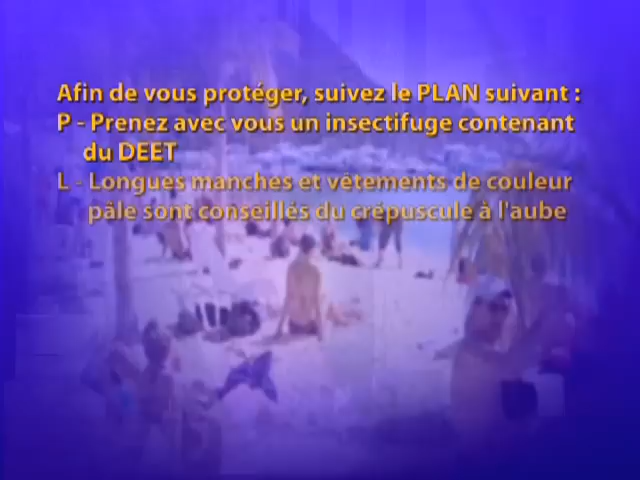 Afin de vous protéger, suivez le PLAN suivant :
P - Prenez avec vous un insectifuge contenant
du DEET
L - Longues manches et vêtements de couleur
pâle sont conseillés du crépuscule à l'aube